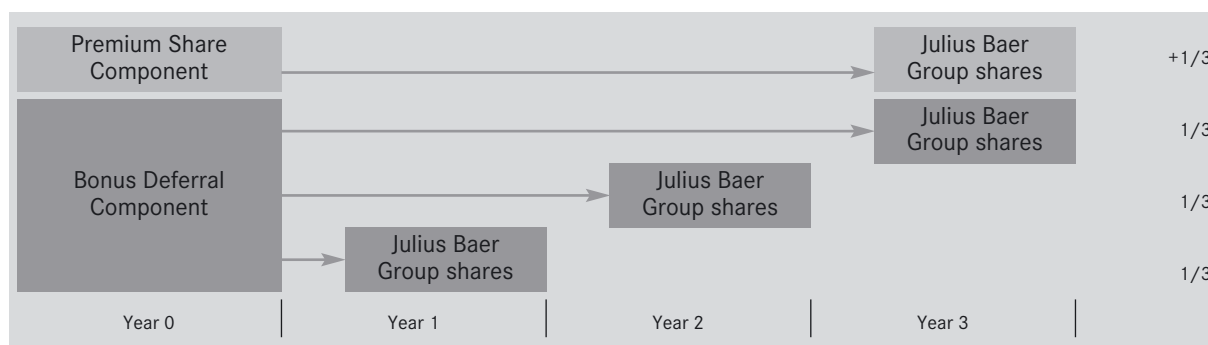 Premium Share
Component
Julius Baer
Group shares
+1/3
Julius Baer
Group shares
1/3
Bonus Deferral
Component
Julius Baer
Group shares
1/3
Julius Baer
Group shares
1/3
Year 0
Year 1
Year 2
Year 3